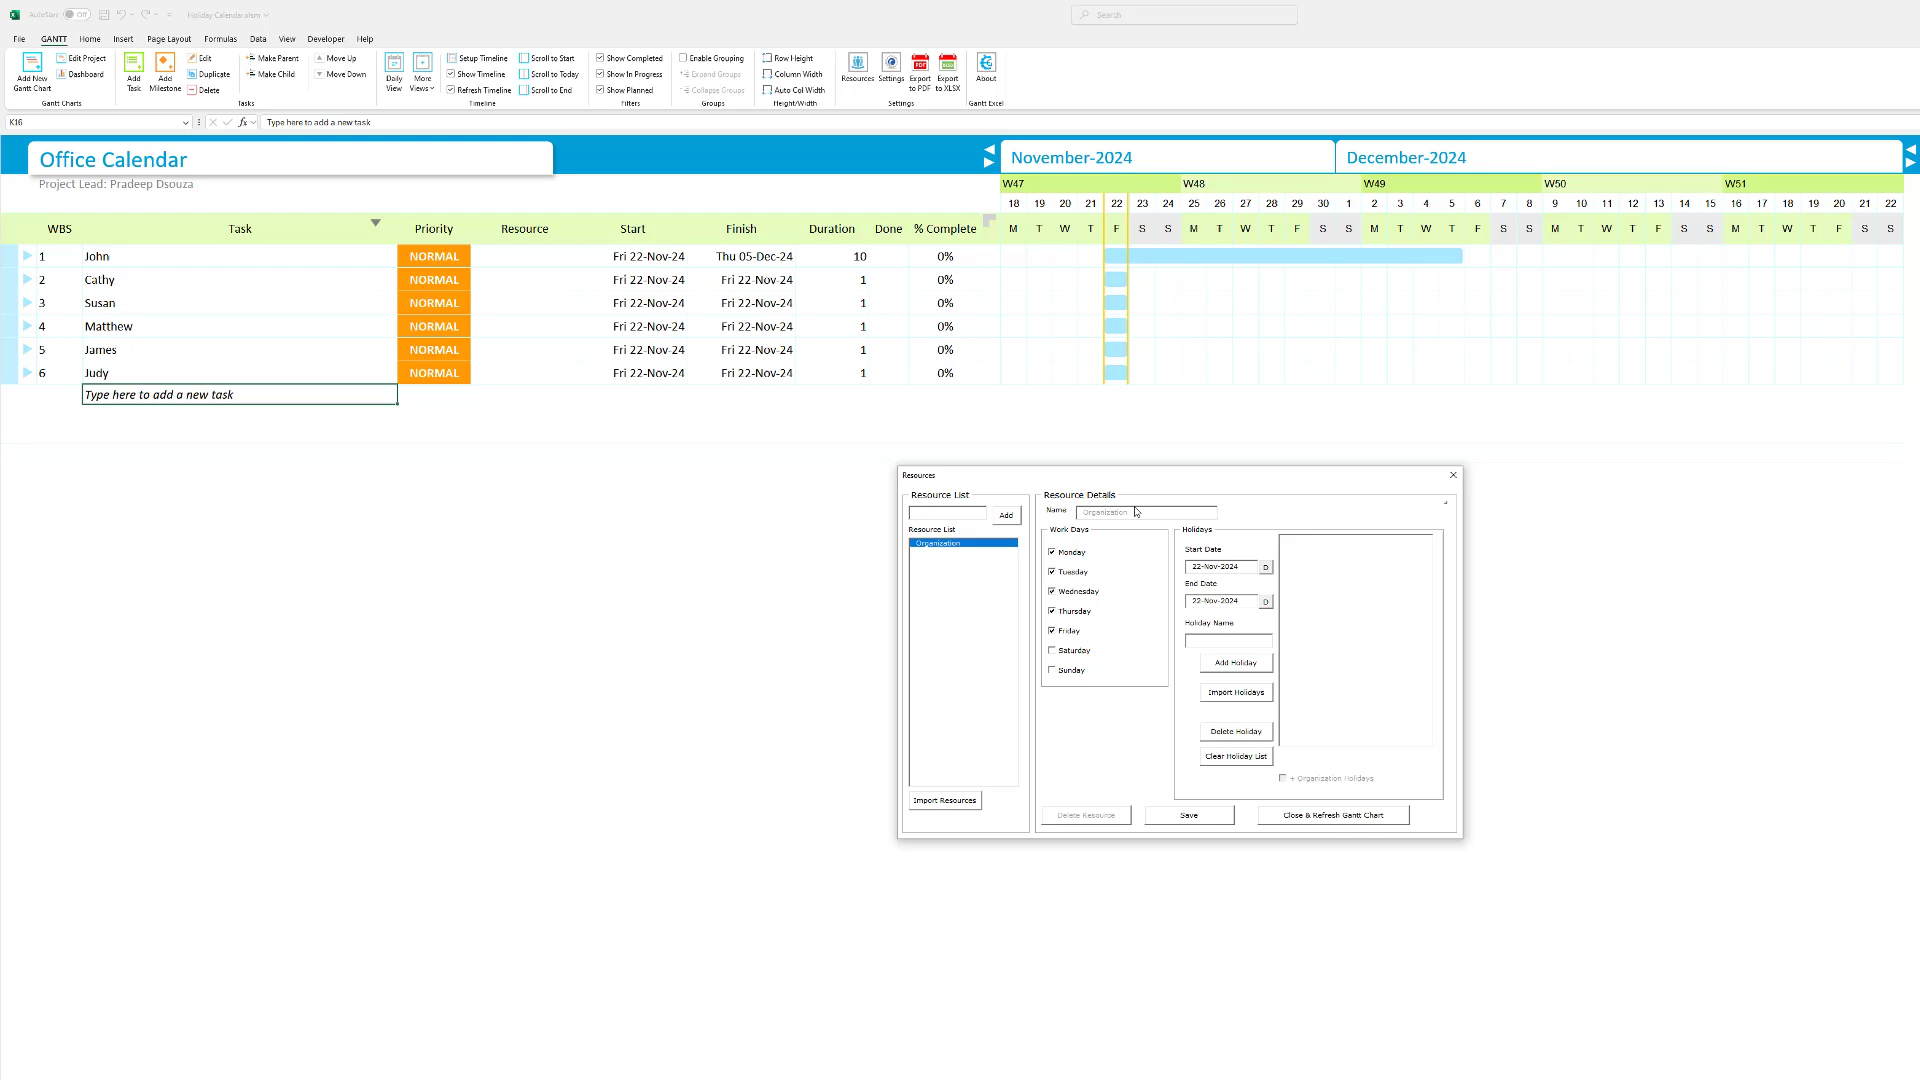 AutoSave Off Holiday Calendar.xlsm Search
File GANTT Home Insert Page Layout Formulas Data View Developer Help
Add New Gantt Chart Edit Project Dashboard Gantt Charts
Add Task Add Milestone Edit Duplicate Delete Make Parent Make Child Move Up Move Down Tasks
Daily View More Views Setup Timeline Show Timeline Refresh Timeline Scroll to Start Scroll to Today Scroll to End Timeline
Show Completed Show In Progress Show Planned Filters
Enable Grouping Expand Groups Collapse Groups Groups
Row Height Column Width Auto Col Width Height/Width
Resources Settings Export to PDF Export to XLSX Settings
About Gantt Excel
K16 fx Type here to add a new task
Office Calendar November-2024 December-2024
Project Lead: Pradeep Dsouza W47 W48 W49 W50 W51
18 19 20 21 22 23 24 25 26 27 28 29 30 1 2 3 4 5 6 7 8 9 10 11 12 13 14 15 16 17 18 19 20 21 22
WBS Task Priority Resource Start Finish Duration Done % Complete M T W T F S S M T W T F S S M T W T F S S M T W T F S S M T W T F S S
1 John NORMAL Fri 22-Nov-24 Thu 05-Dec-24 10 0%
2 Cathy NORMAL Fri 22-Nov-24 Fri 22-Nov-24 1 0%
3 Susan NORMAL Fri 22-Nov-24 Fri 22-Nov-24 1 0%
4 Matthew NORMAL Fri 22-Nov-24 Fri 22-Nov-24 1 0%
5 James NORMAL Fri 22-Nov-24 Fri 22-Nov-24 1 0%
6 Judy NORMAL Fri 22-Nov-24 Fri 22-Nov-24 1 0%
Type here to add a new task
Resources
Resource List
Add
Resource List
Organization
Import Resources
Resource Details
Name Organization
Work Days
Monday
Tuesday
Wednesday
Thursday
Friday
Saturday
Sunday
Holidays
Start Date
22-Nov-2024 D
End Date
22-Nov-2024 D
Holiday Name
Add Holiday
Import Holidays
Delete Holiday
Clear Holiday List
+ Organization Holidays
Delete Resource Save Close & Refresh Gantt Chart